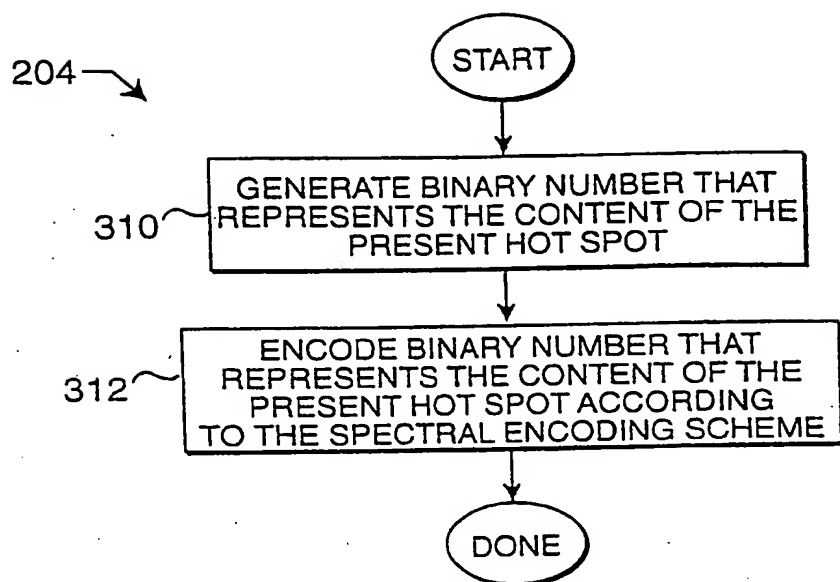 START
204
GENERATE BINARY NUMBER THAT
REPRESENTS THE CONTENT OF THE
PRESENT HOT SPOT.
310
ENCODE BINARY NUMBER THAT
REPRESENTS THE CONTENT OF THE
PRESENT HOT SPOT ACCORDING
TO THE SPECTRAL ENCODING SCHEME
312
DONE